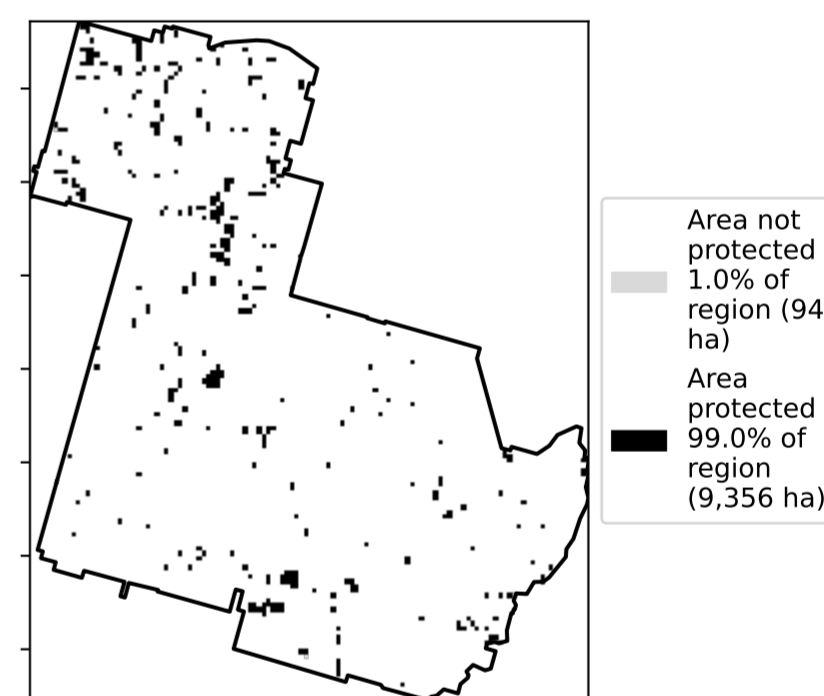 Area not
protected
1.0% of
region (94
ha)
Area
protected
99.0% of
region
(9,356 ha)